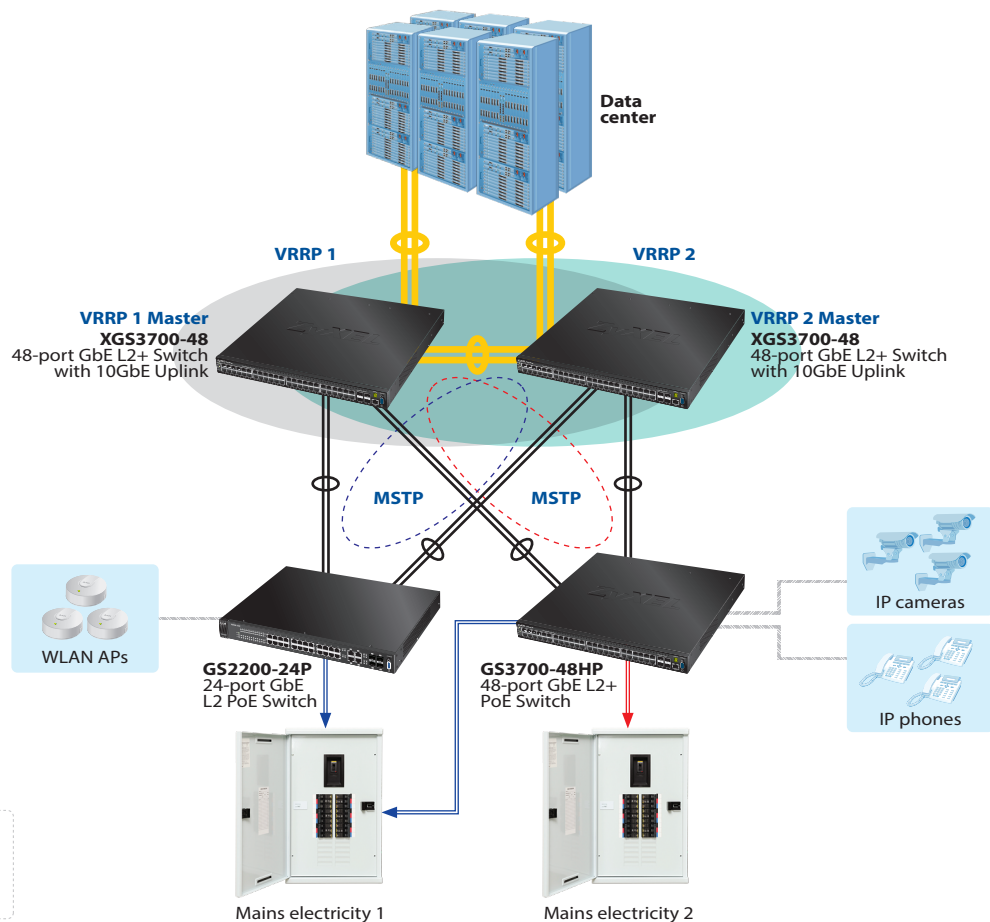 Data
center
VRRP 1
VRRP 2
VRRP 1 Master
XGS3700-48
48-port GbE L2+ Switch
with 10GbE Uplink
VRRP 2 Master
XGS3700-48
48-port GbE L2+ Switch
with 10GbE Uplink
MSTP
MSTP
WLAN APs
GS2200-24P
24-port GbE
L2 PoE Switch
GS3700-48HP
48-port GbE L2+
PoE Switch
IP cameras
IP phones
Mains electricity 1
Mains electricity 2